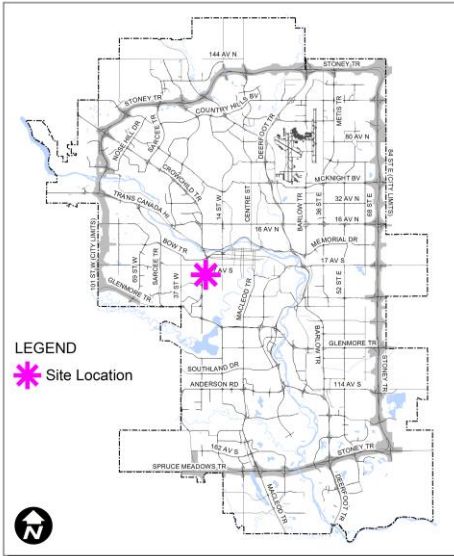 144 AV N
STONEY TR
STONEY TR
COUNTRY HILLS BV
METIS TR
DEERFOOT TR
NOSE HILL DR
SARCEE TR
80 AV N
84 ST E (CITY LIMITS)
CROWCHILD TR
MCKNIGHT BV
14 ST W
CENTRE ST
BARLOW TR
36 ST E
32 AV N
68 ST E
TRANS CANADA HI
16 AV N
16 AV N
101 ST W (CITY LIMITS)
BOW TR
MEMORIAL DR
17 AV S
69 ST W
SARCEE TR
37 ST W
AV S
52 ST E
GLENMORE TR
MACLEOD TR
BARLOW TR
GLENMORE TR
STONEY TR
LEGEND
Site Location
SOUTHLAND DR
ANDERSON RD
114 AV S
162 AV S
STONEY TR
SPRUCE MEADOWS TR
MACLEOD TR
DEERFOOT TR
N